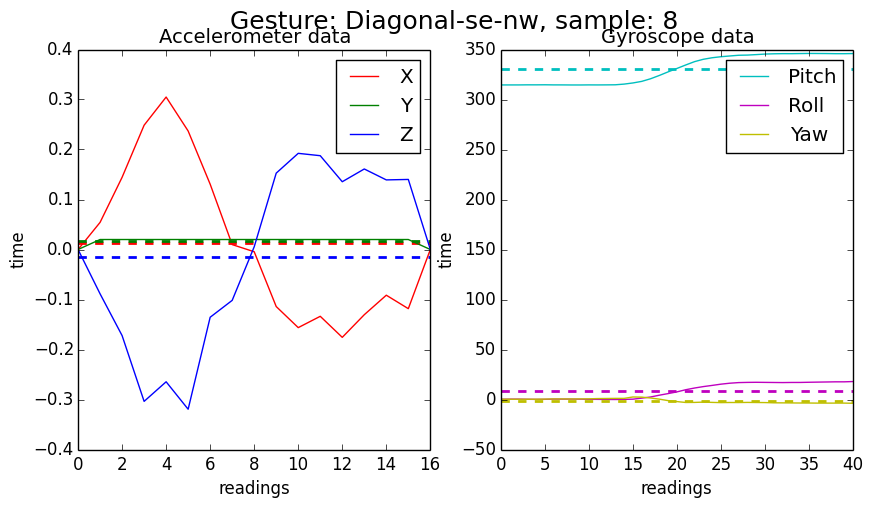 Gesture: Diagonal-se-nw, sample: 8
Accelerometer data
0.4
0.3
0.2
0.1
0.0
−0.1
−0.2
−0.3
−0.4
time
0 2 4 6 8 10 12 14 16
readings
X
Y
Z
Gyroscope data
350
300
250
200
150
100
50
0
−50
time
0 5 10 15 20 25 30 35 40
readings
Pitch
Roll
Yaw